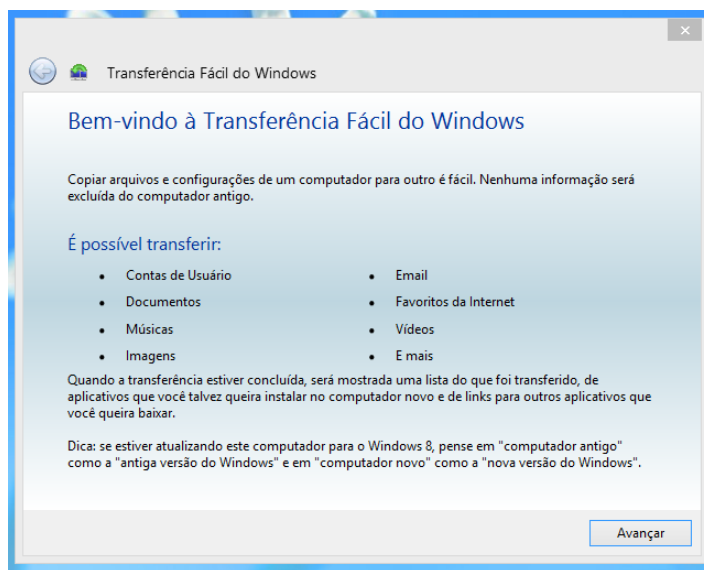 Transferência Fácil do Windows
Bem-vindo à Transferência Fácil do Windows
Copiar arquivos e configurações de um computador para outro é fácil. Nenhuma informação será
excluída do computador antigo.
É possível transferir:
• Contas de Usuário
• Documentos
• Músicas
• Imagens
• Email
• Favoritos da Internet
• Vídeos
• E mais
Quando a transferência estiver concluída, será mostrada uma lista do que foi transferido, de
aplicativos que você talvez queira instalar no computador novo e de links para outros aplicativos que
você queira baixar.
Dica: se estiver atualizando este computador para o Windows 8, pense em "computador antigo"
como a "antiga versão do Windows" e em "computador novo" como a "nova versão do Windows".
Avançar